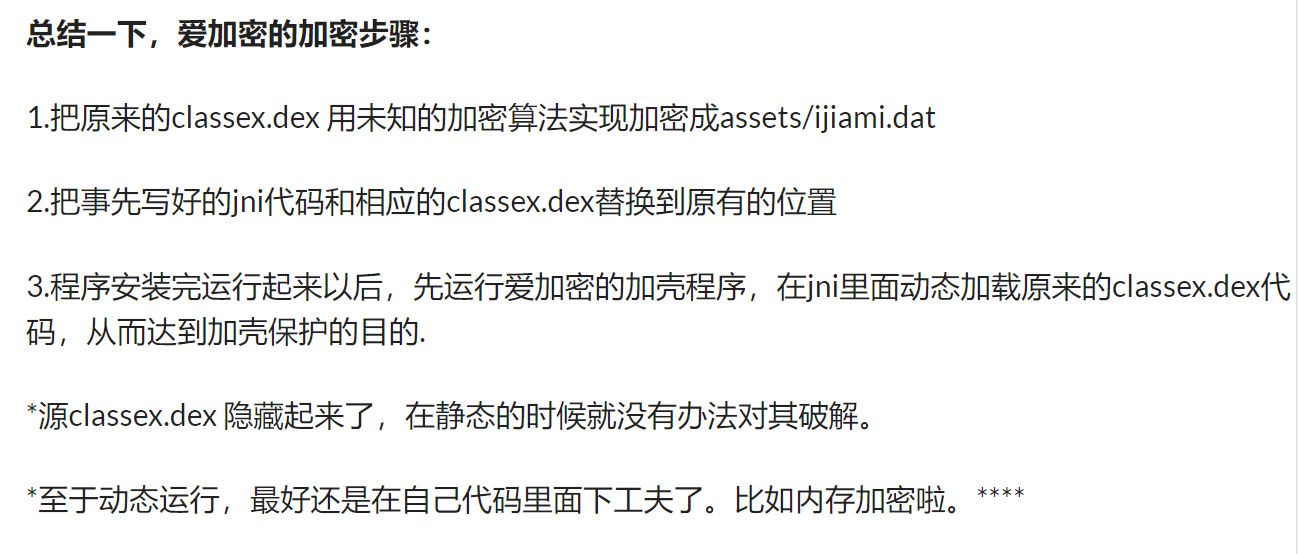 总结一下，爱加密的加密步骤：
1.把原来的classex.dex 用未知的加密算法实现加密成assets/ijiami.dat
2.把事先写好的jni代码和相应的classex.dex替换到原有的位置
3.程序安装完运行起来以后，先运行爱加密的加壳程序，在jni里面动态加载原来的classex.dex代
码，从而达到加壳保护的目的.
*源classex.dex 隐藏起来了，在静态的时候就没有办法对其破解。
*至于动态运行，最好还是在自己代码里面下工夫了。比如内存加密啦。****